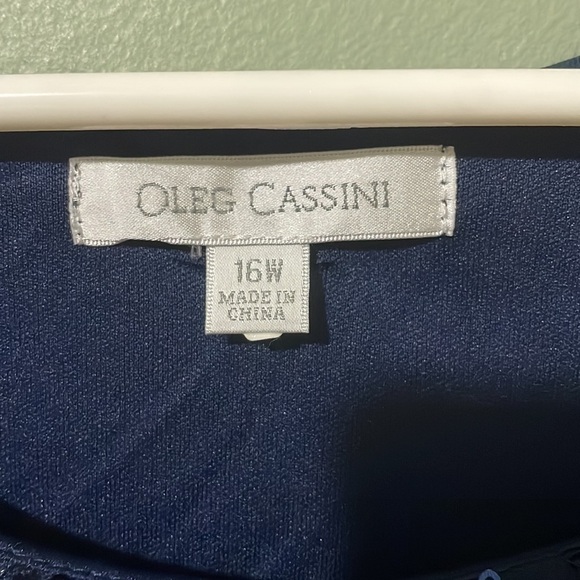 OLEG CASSINI
16W
MADE IN
CHINA